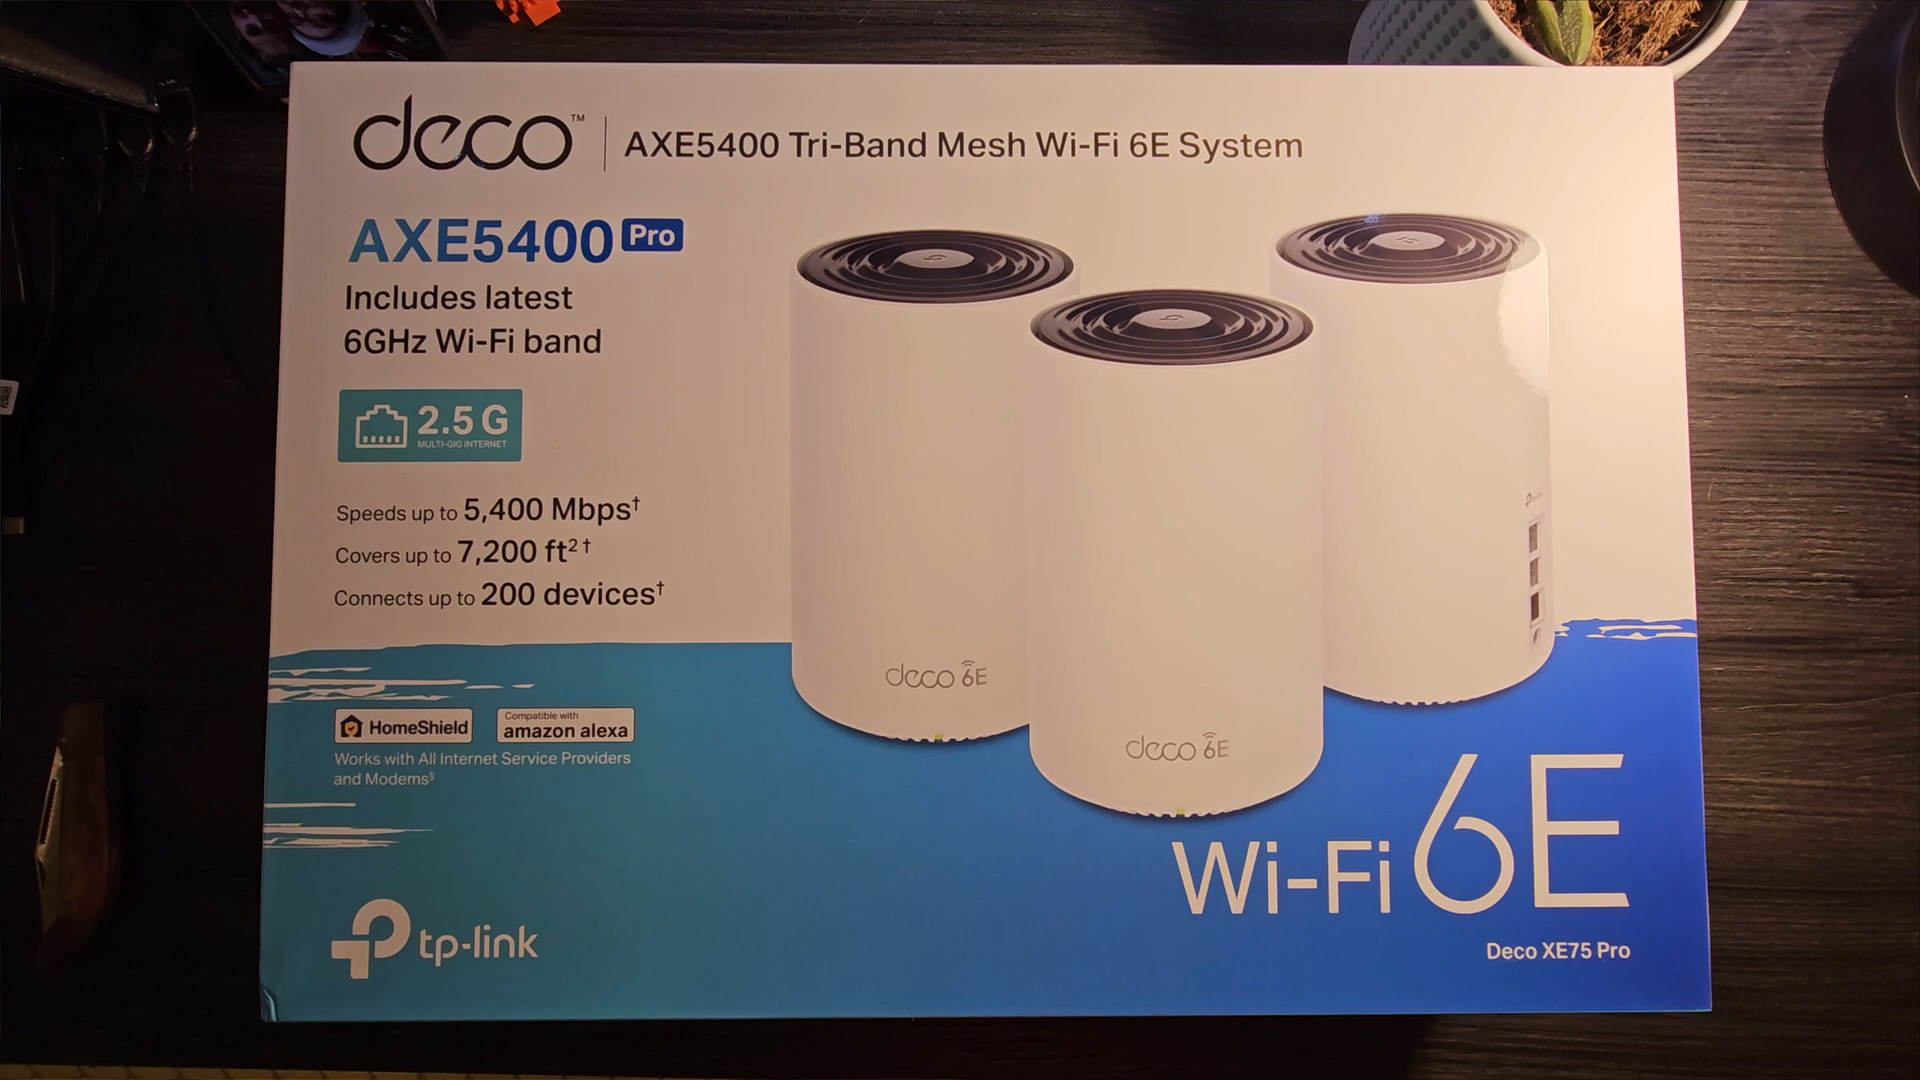 deco™
AXE5400 Tri-Band Mesh Wi-Fi 6E System
AXE5400 Pro
Includes latest
6GHz Wi-Fi band
2.5 G
MULTI-GIG INTERNET
Speeds up to 5,400 Mbps†
Covers up to 7,200 ft²†
Connects up to 200 devices†
deco 6E
deco 6E
HomeShield
Compatible with
amazon alexa
Works with All Internet Service Providers
and Modems§
Wi-Fi 6E
tp-link
Deco XE75 Pro